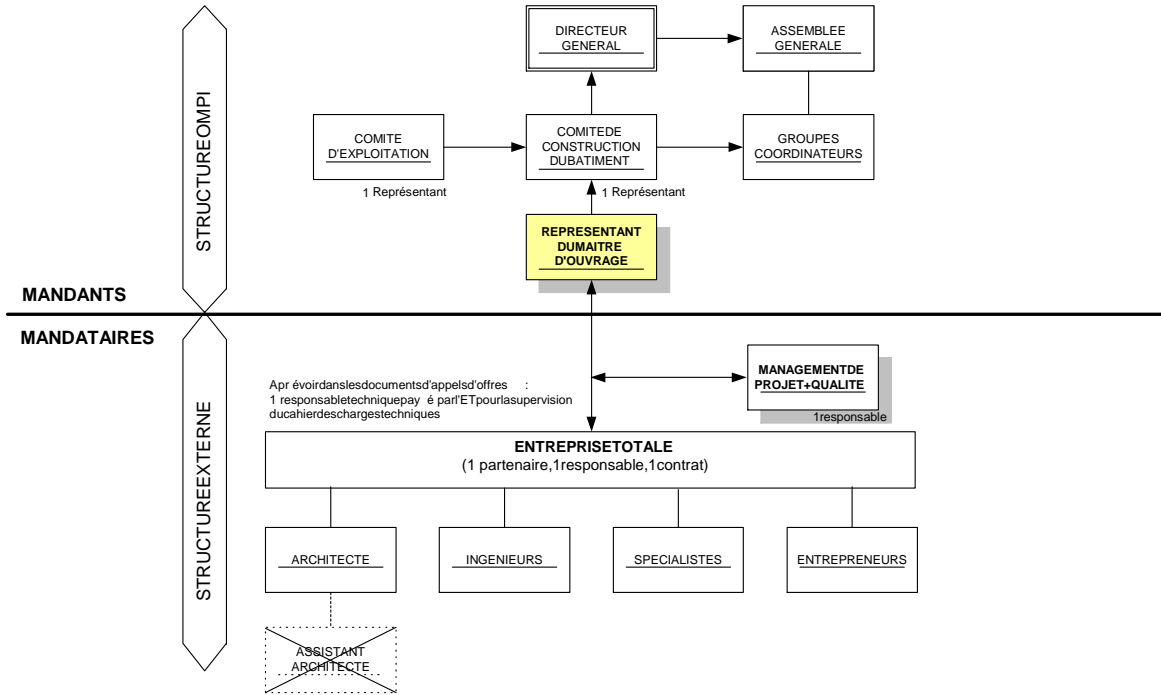 DIRECTEUR
GENERAL
ASSEMBLEE
GENERALE
STRUCTUREOMPI
COMITE
D'EXPLOITATION
COMITEDE
CONSTRUCTION
DUBATIMENT
GROUPES
COORDINATEURS
1 Représentant
1 Représentant
REPRESENTANT
DUMAITRE
D'OUVRAGE
MANDANTS
MANDATAIRES
STRUCTUREEXTERNE
MANAGEMENTDE
PROJET+QUALITE
1responsable
Apr évoirdanslesdocumentsd'appelsd'offres :
1 responsabletechniquepay é parl'ETpourlasupervision
ducahierdeschargestechniques
ENTREPRISETOTALE
(1 partenaire,1responsable,1contrat)
ARCHITECTE
INGENIEURS
SPECIALISTES
ENTREPRENEURS
ASSISTANT
ARCHITECTE